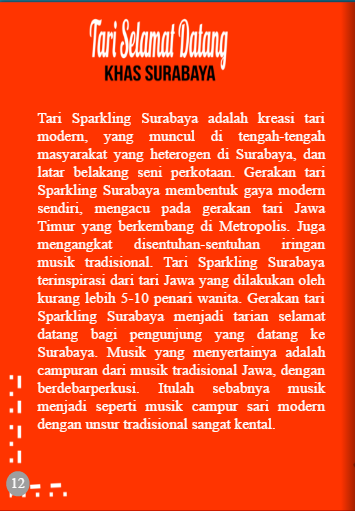 Tari Selamat Datang
KHAS SURABAYA
Tari Sparkling Surabaya adalah kreasi tari
modern, yang muncul di tengah-tengah
masyarakat yang heterogen di Surabaya, dan
latar belakang seni perkotaan. Gerakan tari
Sparkling Surabaya membentuk gaya modern
sendiri, mengacu pada gerakan tari Jawa
Timur yang berkembang di Metropolis. Juga
mengangkat disentuhan-sentuhan iringan
musik tradisional. Tari Sparkling Surabaya
terinspirasi dari tari Jawa yang dilakukan oleh
kurang lebih 5-10 penari wanita. Gerakan tari
Sparkling Surabaya menjadi tarian selamat
datang bagi pengunjung yang datang ke
Surabaya. Musik yang menyertainya adalah
campuran dari musik tradisional Jawa, dengan
berdebarperkusi. Itulah sebabnya musik
menjadi seperti musik campur sari modern
dengan unsur tradisional sangat kental.
12